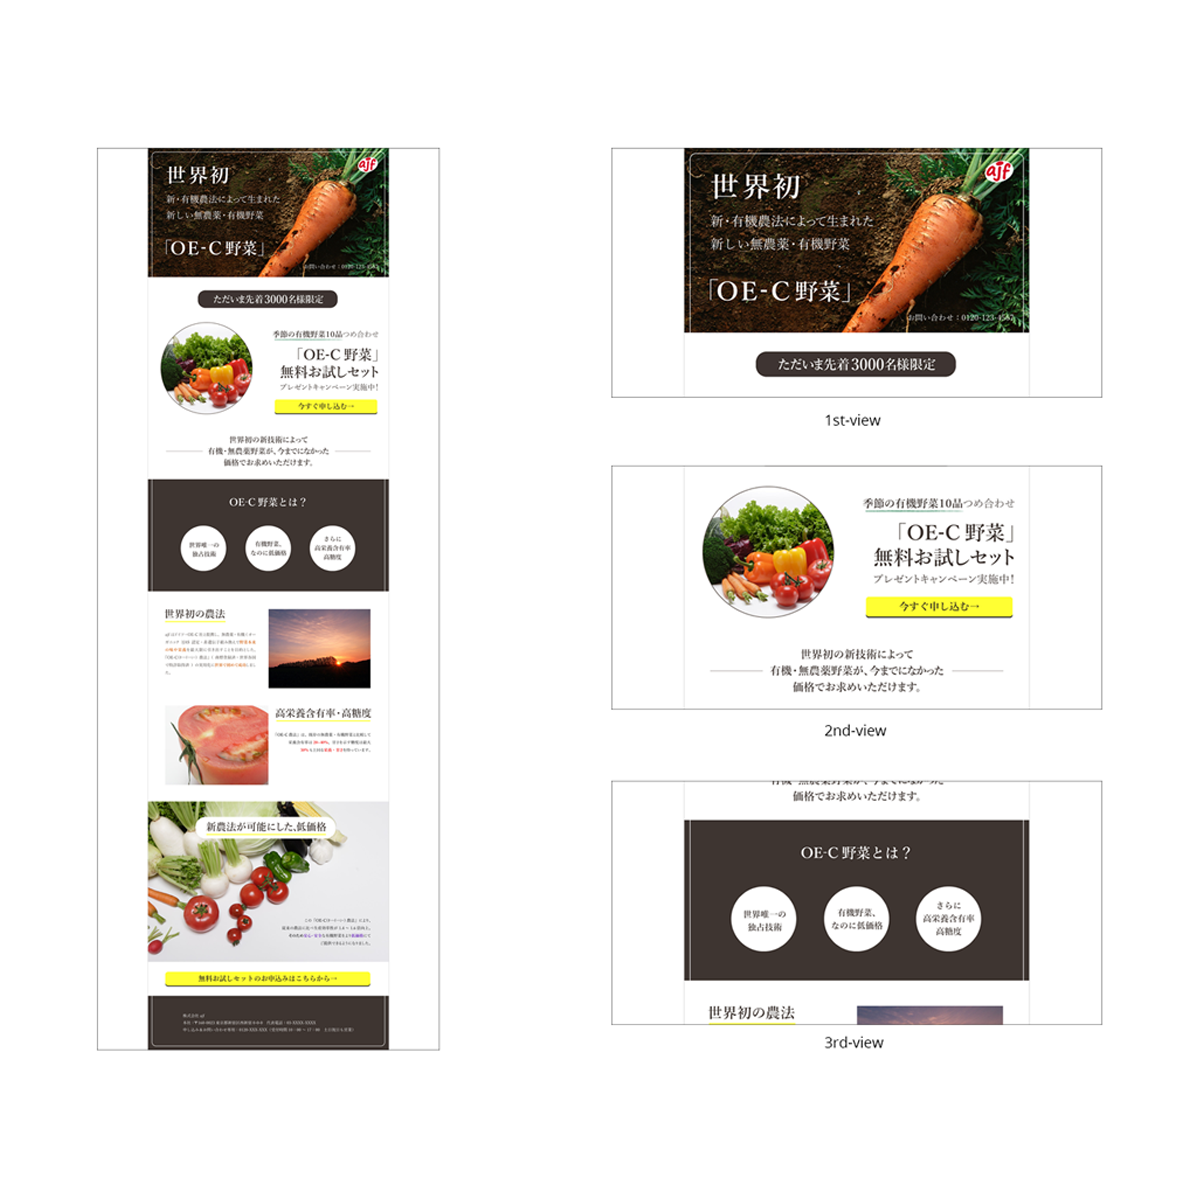 世界初
新・有機農法によって生まれた
新しい無農薬・有機野菜
「OE-C 野菜」
ajf
ただいま先着3000名様限定
季節の有機野菜10品つめ合わせ
「OE-C 野菜」
無料お試しセット
プレゼントキャンペーン実施中!
今すぐ申し込む→
世界初の新技術によって
有機・無農薬野菜が、今までになかった
価格でお求めいただけます。
OE-C 野菜とは？
世界唯一の
独占技術
有機野菜、
なのに低価格
さらに
高栄養含有率
高糖度
世界初の農法
高栄養含有率・高糖度
新農法が可能にした、低価格
無料お試しセットのお申込みはこちらから→
世界初
新・有機農法によって生まれた
新しい無農薬・有機野菜
「OE-C 野菜」
ajf
お問い合わせ：0120-123-4567
ただいま先着3000名様限定
1st-view
季節の有機野菜10品つめ合わせ
「OE-C 野菜」
無料お試しセット
プレゼントキャンペーン実施中!
今すぐ申し込む→
世界初の新技術によって
有機・無農薬野菜が、今までになかった
価格でお求めいただけます。
2nd-view
有機・無農薬野菜が、今までになかった
価格でお求めいただけます。
OE-C 野菜とは？
世界唯一の
独占技術
有機野菜、
なのに低価格
さらに
高栄養含有率
高糖度
世界初の農法
3rd-view